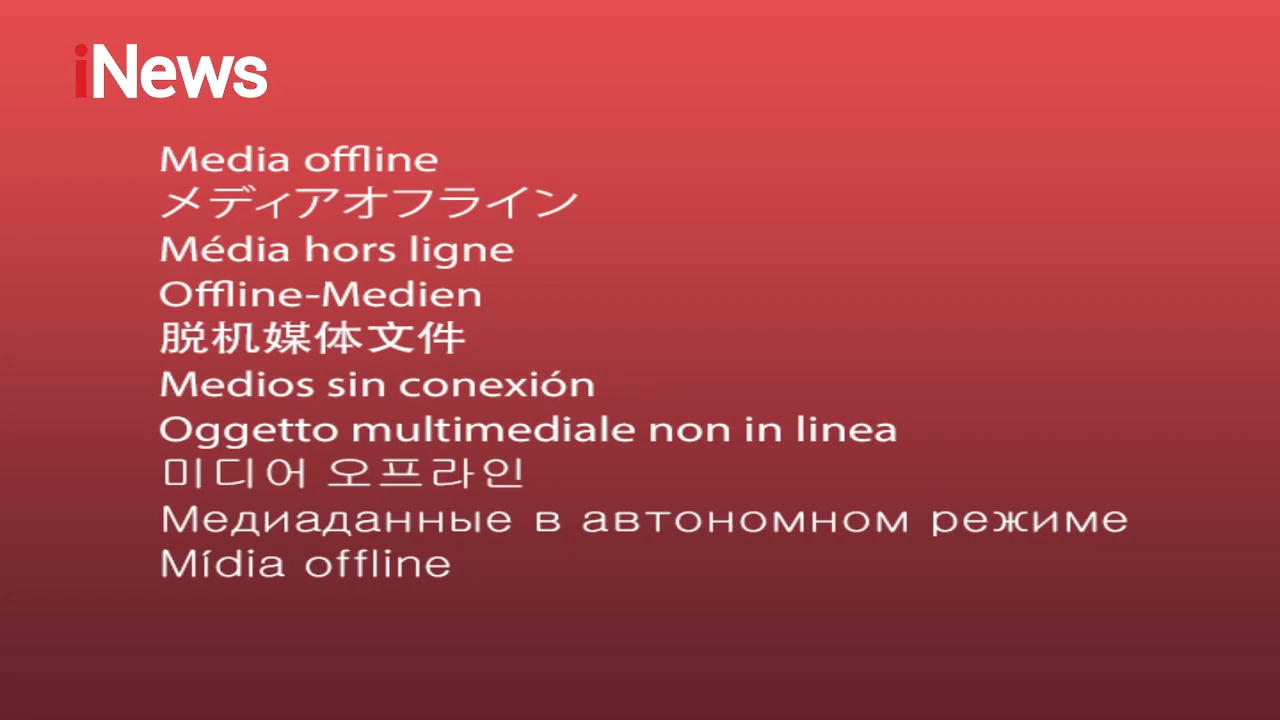 iNews
Media offline
メディアオフライン
Média hors ligne
Offline-Medien
脱机媒体文件
Medios sin conexión
Oggetto multimediale non in linea
미디어 오프라인
Медиаданные в автономном режиме
Mídia offline